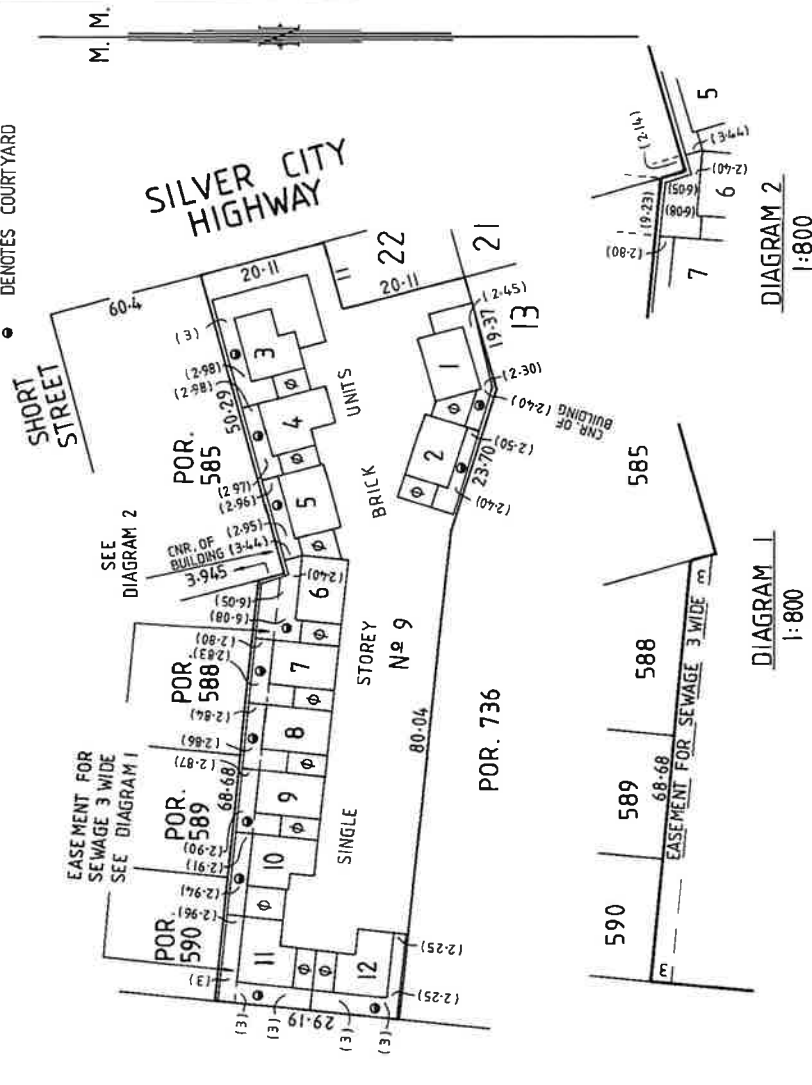 M. M.
◒ DENOTES COURTYARD
SILVER CITY
HIGHWAY
SHORT
STREET
60·4
20·11
11
22
20·11
21
(3)
(2·98)
(2·98)
50·29
3
4
5
Ø
Ø
Ø
UNITS
BRICK
STOREY
SINGLE
Nº 9
1
2
Ø
Ø
(2·45)
19·37
13
(2·30)
(2·40)
CNR. OF
BUILDING
(2·50)
23·70
(2·40)
POR.
585
(2·97)
(2·96)
(2·95)
SEE
DIAGRAM 2
CNR. OF
BUILDING (3·44)
3·945
(2·40)
(6·05)
(6·08)
(2·80)
(2·83)
POR.
588
(2·84)
(2·86)
(2·87)
68·68
POR.
589
(2·90)
(2·91)
(2·94)
(2·96)
POR.
590
(3)
EASEMENT FOR
SEWAGE 3 WIDE
SEE DIAGRAM 1
6
Ø
7
Ø
8
Ø
9
Ø
10
Ø
11
Ø
Ø
12
(3)
(3)
29·19
(3)
(3)
(2·25)
(2·25)
80·04
POR. 736
590
589
588
585
68·68
EASEMENT FOR SEWAGE 3 WIDE
3
3
DIAGRAM 1
1:800
(2·14)
5
(3·44)
(2·40)
6
(6·05)
(6·08)
(9·23)
(2·80)
7
DIAGRAM 2
1:800